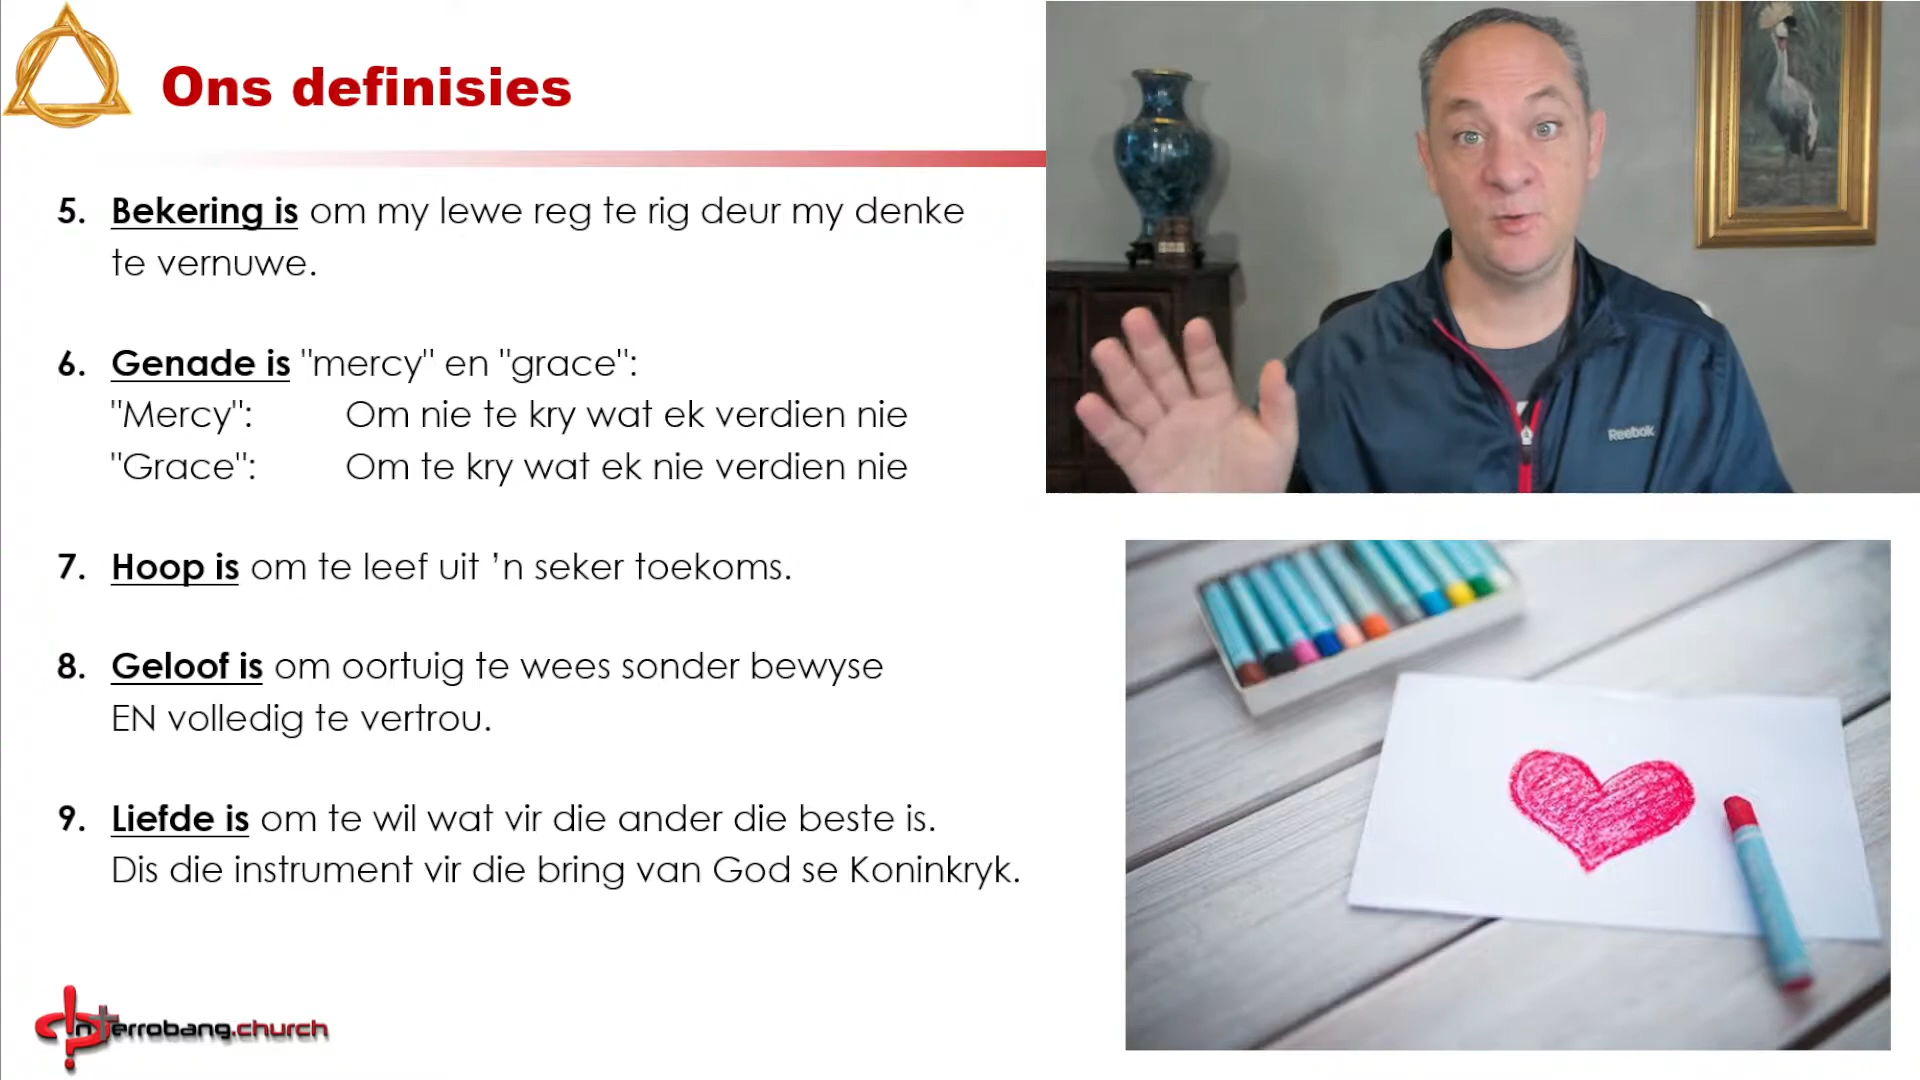 Ons definisies
5. Bekering is om my lewe reg te rig deur my denke
te vernuwe.
6. Genade is "mercy" en "grace":
"Mercy": Om nie te kry wat ek verdien nie
"Grace": Om te kry wat ek nie verdien nie
7. Hoop is om te leef uit ’n seker toekoms.
8. Geloof is om oortuig te wees sonder bewyse
EN volledig te vertrou.
9. Liefde is om te wil wat vir die ander die beste is.
Dis die instrument vir die bring van God se Koninkryk.
Reebok
Interrobang.church